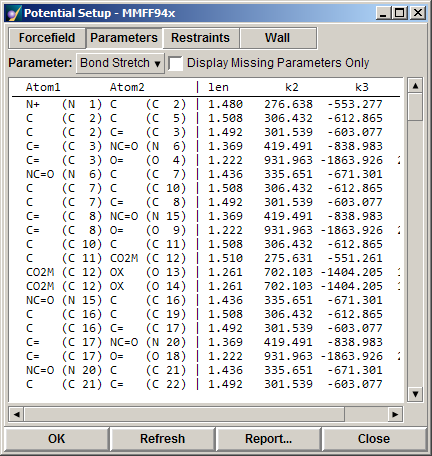 Potential Setup - MMFF94x
Forcefield Parameters Restraints Wall
Parameter: Bond Stretch Display Missing Parameters Only
Atom1 Atom2 | len k2 k3
N+ (N 1) C (C 2) | 1.480 276.638 -553.277
C (C 2) C (C 5) | 1.508 306.432 -612.865
C (C 2) C= (C 3) | 1.492 301.539 -603.077
C= (C 3) NC=O (N 6) | 1.369 419.491 -838.983
C= (C 3) O= (O 4) | 1.222 931.963 -1863.926 2
NC=O (N 6) C (C 7) | 1.436 335.651 -671.301
C (C 7) C (C 10) | 1.508 306.432 -612.865
C (C 7) C= (C 8) | 1.492 301.539 -603.077
C= (C 8) NC=O (N 15) | 1.369 419.491 -838.983
C= (C 8) O= (O 9) | 1.222 931.963 -1863.926 2
C (C 10) C (C 11) | 1.508 306.432 -612.865
C (C 11) CO2M (C 12) | 1.510 275.631 -551.261
CO2M (C 12) OX (O 13) | 1.261 702.103 -1404.205 1
CO2M (C 12) OX (O 14) | 1.261 702.103 -1404.205 1
NC=O (N 15) C (C 16) | 1.436 335.651 -671.301
C (C 16) C (C 19) | 1.508 306.432 -612.865
C (C 16) C= (C 17) | 1.492 301.539 -603.077
C= (C 17) NC=O (N 20) | 1.369 419.491 -838.983
C= (C 17) O= (O 18) | 1.222 931.963 -1863.926 2
NC=O (N 20) C (C 21) | 1.436 335.651 -671.301
C (C 21) C= (C 22) | 1.492 301.539 -603.077
OK Refresh Report... Close